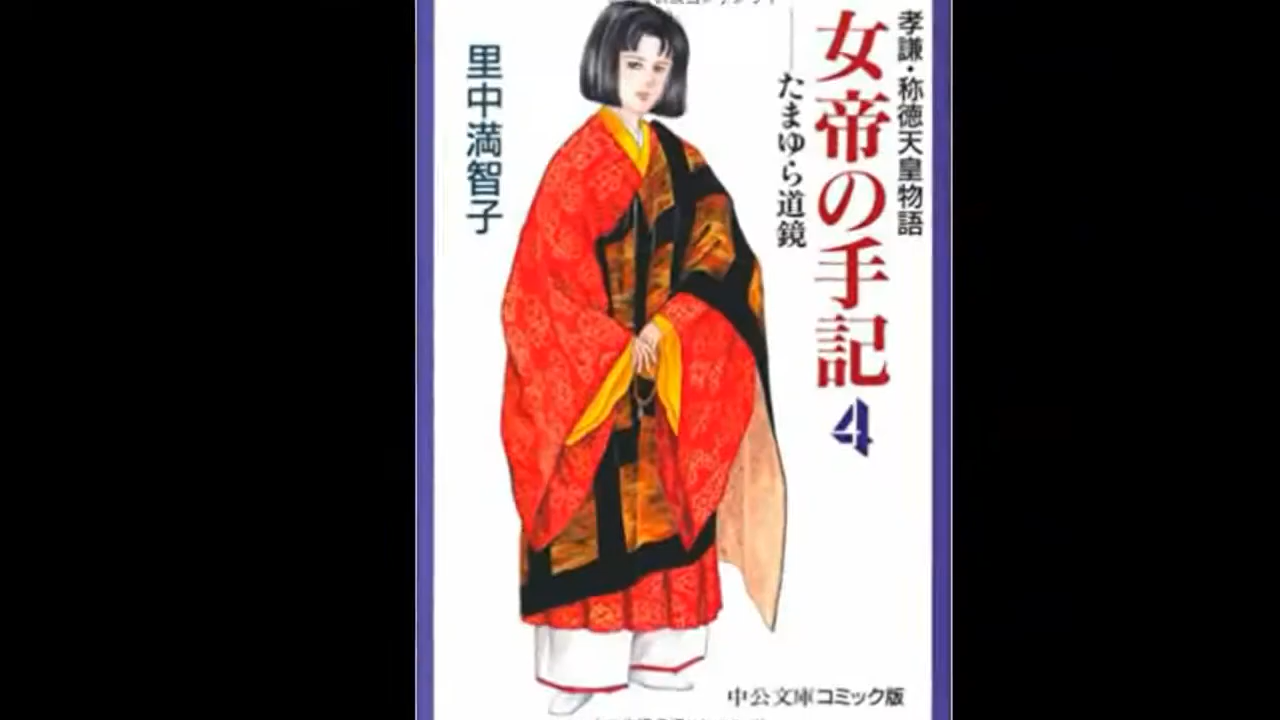 孝謙・称徳天皇物語
女帝の手記
4
――たまゆら道鏡
里中満智子
中公文庫コミック版